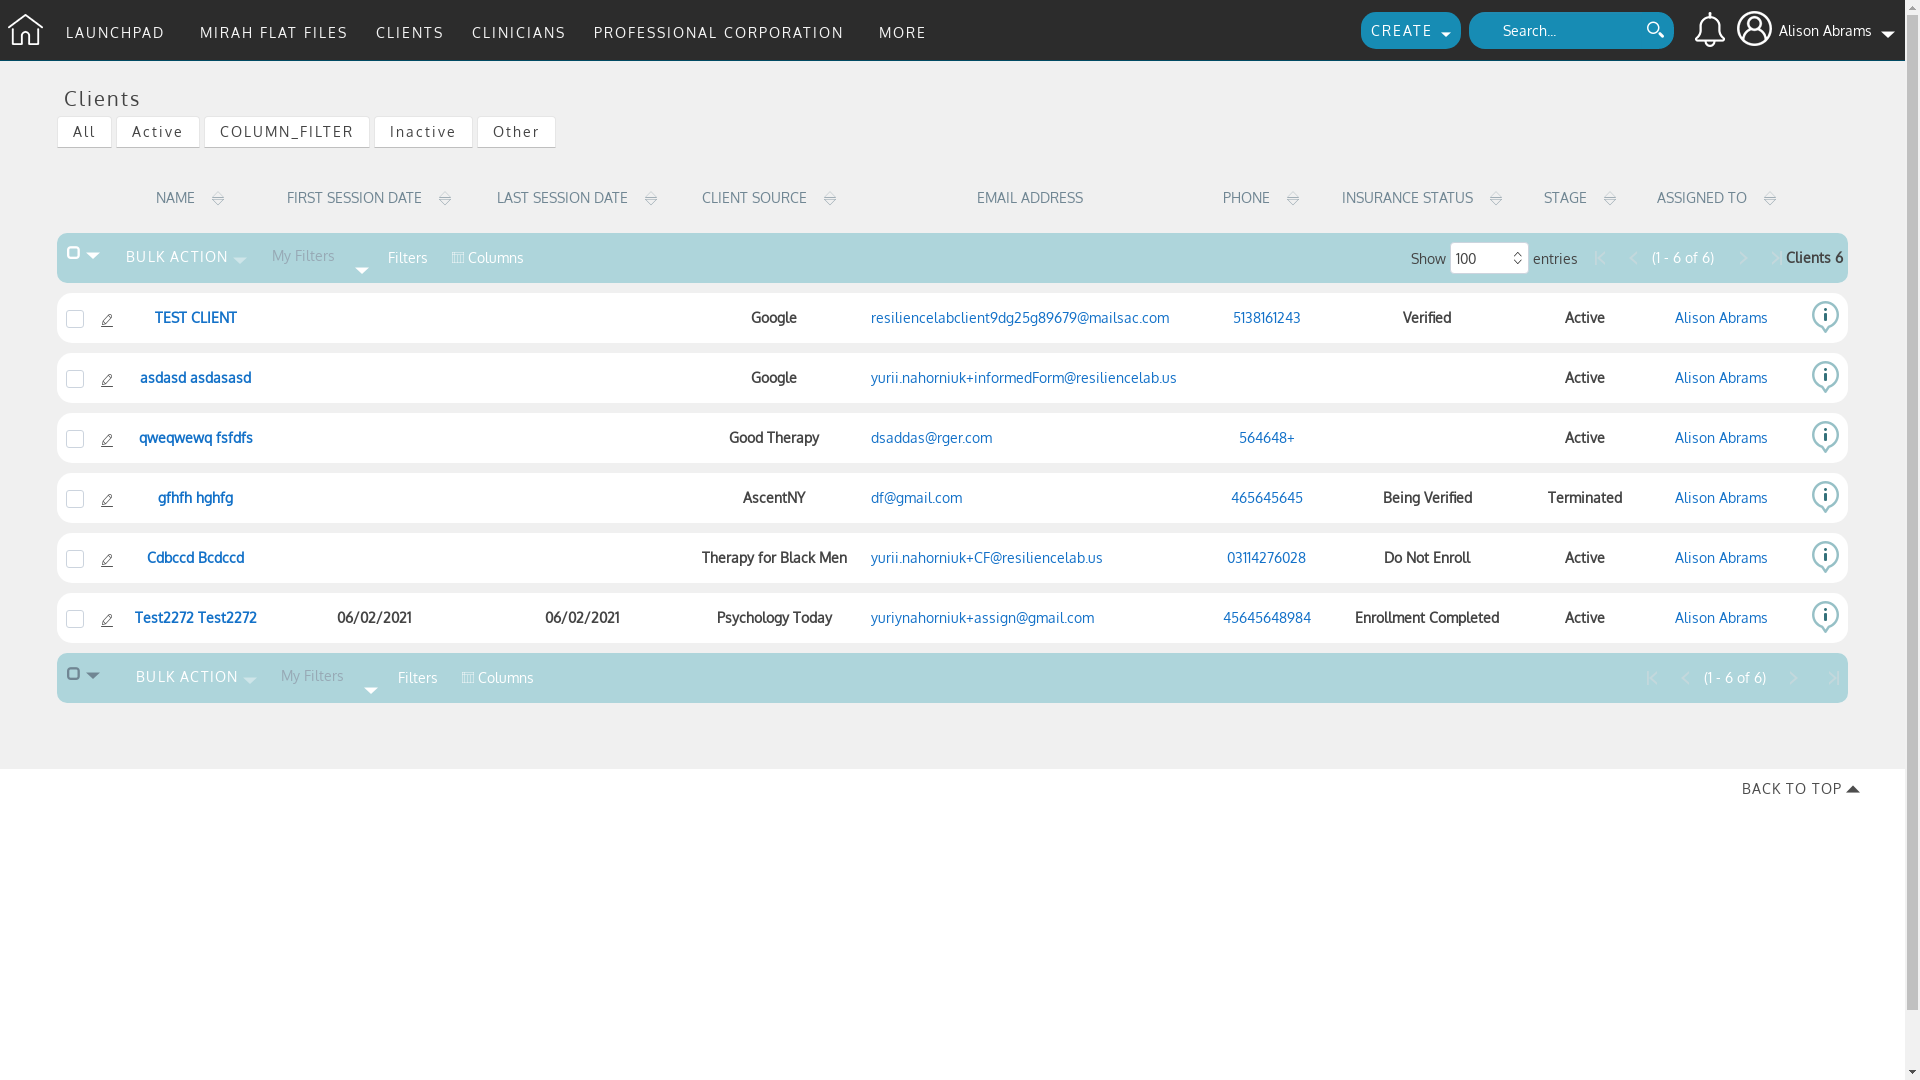 LAUNCHPAD MIRAH FLAT FILES CLIENTS CLINICIANS PROFESSIONAL CORPORATION MORE CREATE Search... Alison Abrams
Clients
All Active COLUMN_FILTER Inactive Other
NAME FIRST SESSION DATE LAST SESSION DATE CLIENT SOURCE EMAIL ADDRESS PHONE INSURANCE STATUS STAGE ASSIGNED TO
BULK ACTION My Filters Filters Columns Show 100 entries (1 - 6 of 6) Clients 6
TEST CLIENT Google resiliencelabclient9dg25g89679@mailsac.com 5138161243 Verified Active Alison Abrams
asdasd asdasasd Google yurii.nahorniuk+informedForm@resiliencelab.us Active Alison Abrams
qweqwewq fsfdfs Good Therapy dsaddas@rger.com 564648+ Active Alison Abrams
gfhfh hghfg AscentNY df@gmail.com 465645645 Being Verified Terminated Alison Abrams
Cdbccd Bcdccd Therapy for Black Men yurii.nahorniuk+CF@resiliencelab.us 03114276028 Do Not Enroll Active Alison Abrams
Test2272 Test2272 06/02/2021 06/02/2021 Psychology Today yuriynahorniuk+assign@gmail.com 45645648984 Enrollment Completed Active Alison Abrams
BULK ACTION My Filters Filters Columns (1 - 6 of 6)
BACK TO TOP